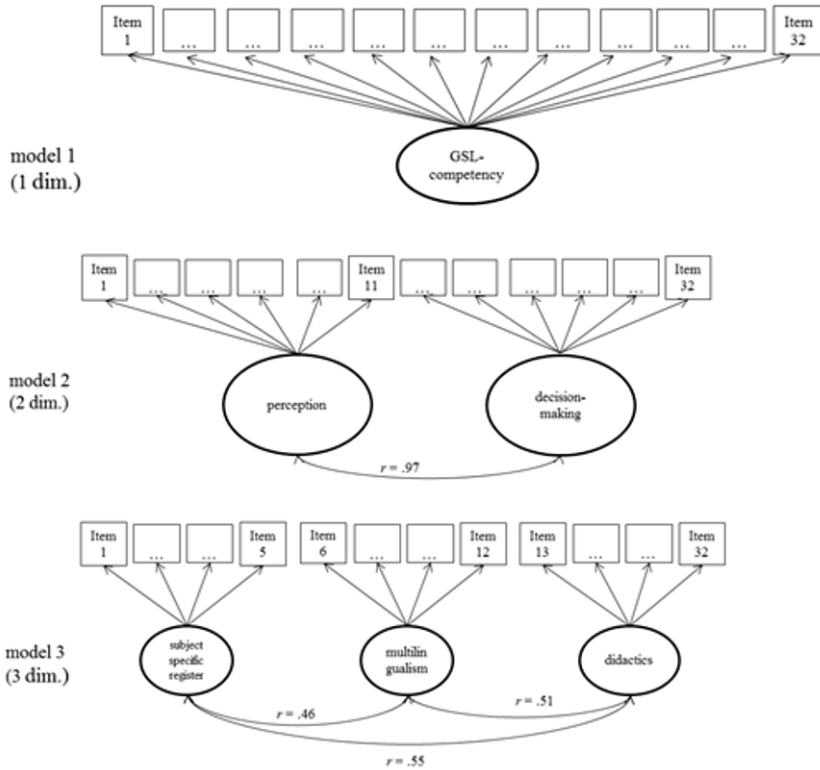 Item Item
1 ... ... ... ... ... ... ... ... ... ... 32
model 1
(1 dim.)
GSL-
competency
Item Item Item
1 ... ... ... ... 11 ... ... ... ... ... 32
model 2
(2 dim.)
perception
decision-
making
r = .97
Item Item Item Item Item Item
1 ... ... 5 6 ... ... 12 13 ... ... 32
model 3
(3 dim.)
subject
specific
register
multilin
gualism
didactics
r = .46
r = .51
r = .55